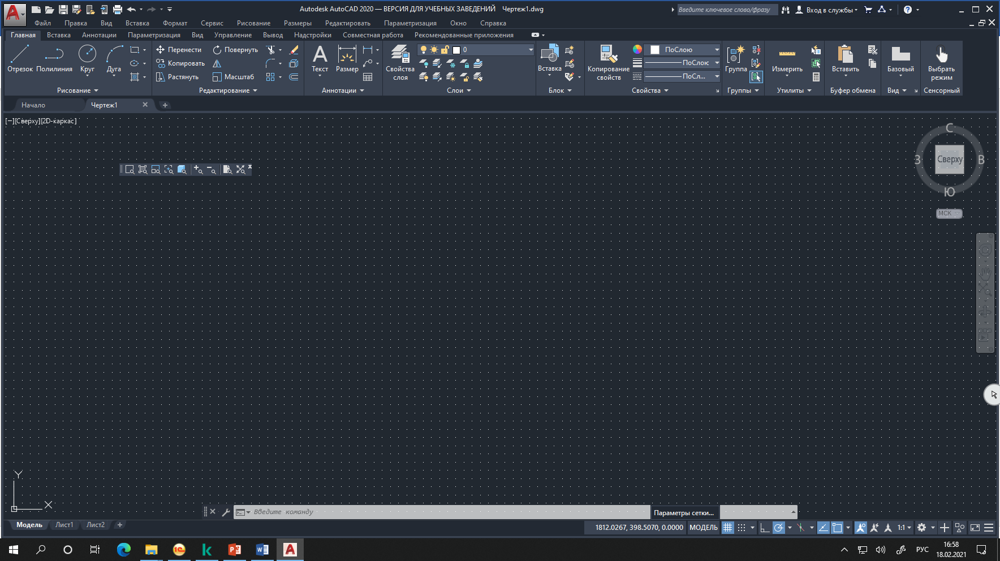 Autodesk AutoCAD 2020 — ВЕРСИЯ ДЛЯ УЧЕБНЫХ ЗАВЕДЕНИЙ Чертеж1.dwg
Введите ключевое слово/фразу
Вход в службы
Файл Правка Вид Вставка Формат Сервис Рисование Размеры Редактировать Параметризация Окно Справка
Главная Вставка Аннотации Параметризация Вид Управление Вывод Надстройки Совместная работа Рекомендованные приложения
Отрезок Полилиния Круг Дуга
Рисование
Перенести Повернуть
Копировать
Растянуть Масштаб
Редактирование
Текст Размер
Аннотации
Свойства слоя
0
Слои
Вставка
Блок
Копирование свойств
ПоСлою
ПоСлою
ПоСл...
Свойства
Группа
Группы
Измерить
Утилиты
Вставить
Буфер обмена
Базовый
Вид
Выбрать режим
Сенсорный
Начало Чертеж1
[−][Сверху][2D-каркас]
С
З Сверху В
Ю
МСК
Y
X
Введите команду
Параметры сетки...
Модель Лист1 Лист2 +
1812.0267, 398.5070, 0.0000 МОДЕЛЬ 1:1
РУС
16:58
18.02.2021